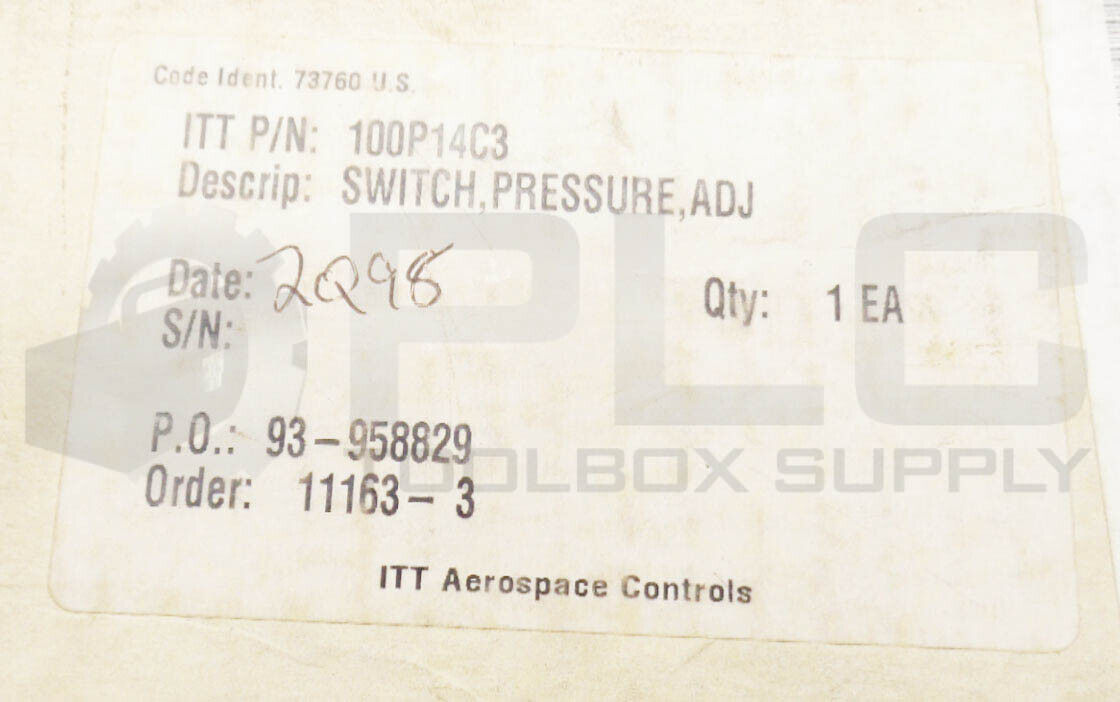 Code Ident. 73760 U.S.
ITT P/N: 100P14C3
Descrip: SWITCH,PRESSURE,ADJ
Date: 2Q98
Qty: 1 EA
S/N:
P.O.: 93-958829
Order: 11163- 3
ITT Aerospace Controls
PLC
TOOLBOX SUPPLY